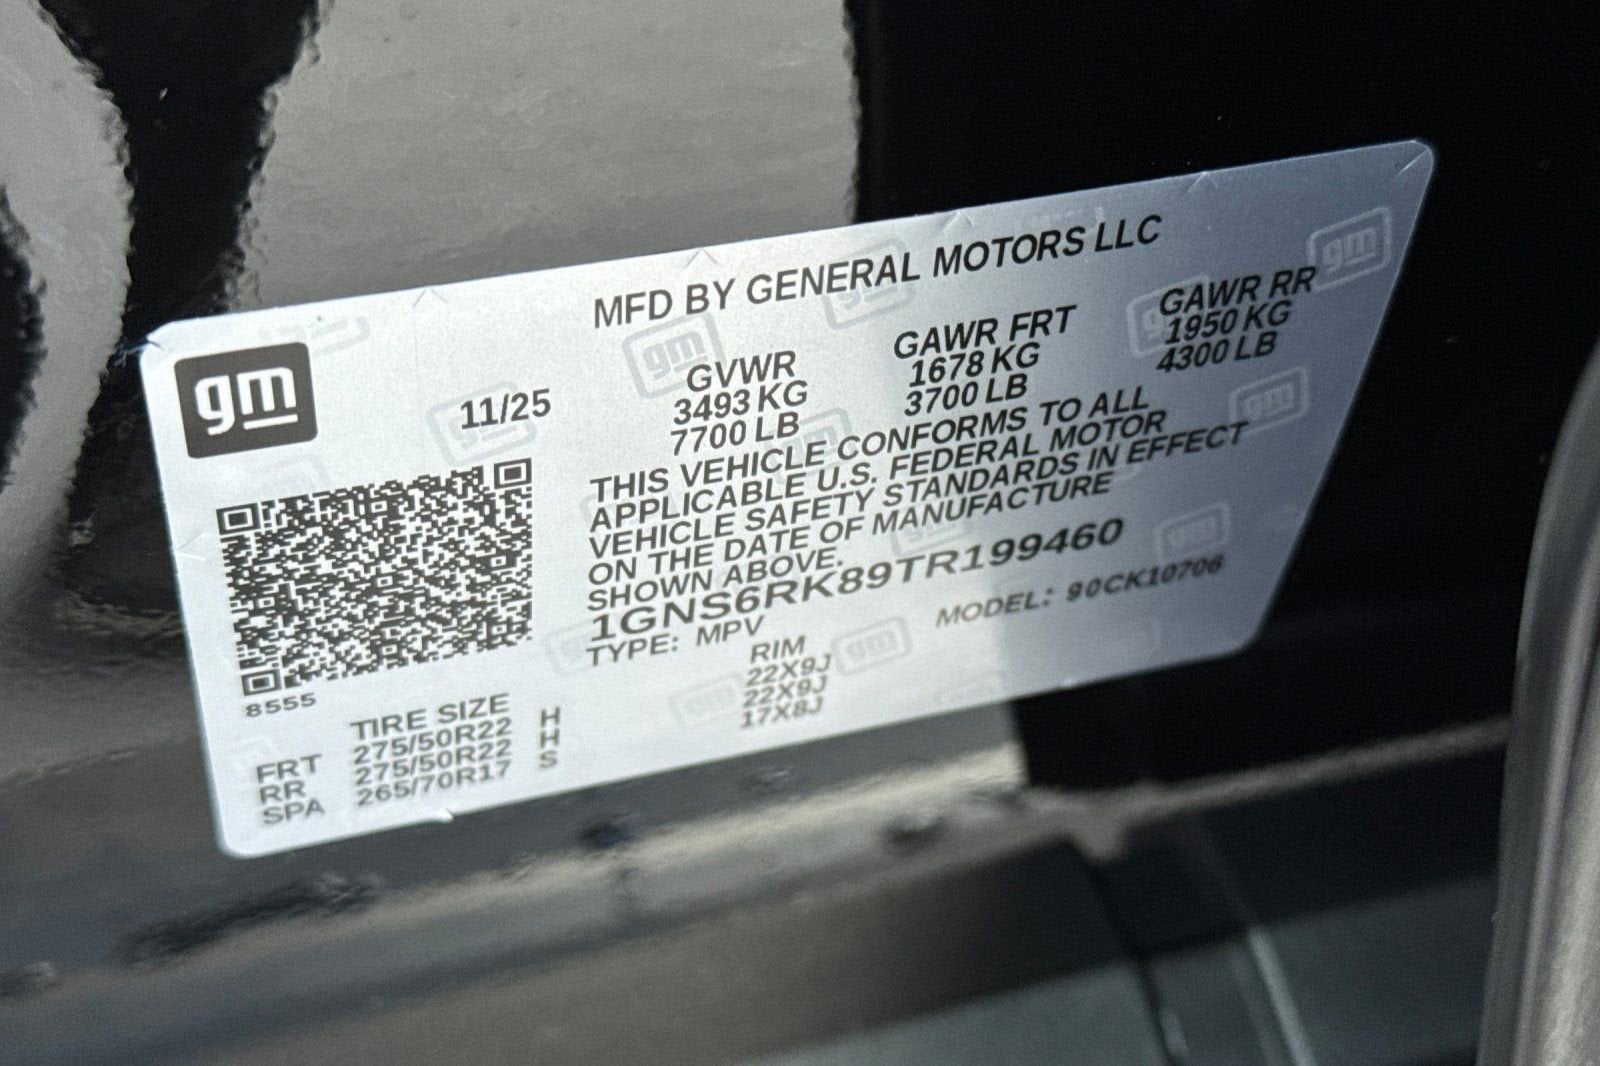 MFD BY GENERAL MOTORS LLC
gm
11/25
GVWR
3493 KG
7700 LB
GAWR FRT
1678 KG
3700 LB
GAWR RR
1950 KG
4300 LB
THIS VEHICLE CONFORMS TO ALL
APPLICABLE U.S. FEDERAL MOTOR
VEHICLE SAFETY STANDARDS IN EFFECT
ON THE DATE OF MANUFACTURE
SHOWN ABOVE.
1GNS6RK89TR199460
TYPE: MPV
MODEL: 90CK10706
8555
TIRE SIZE RIM
FRT 275/50R22 H 22X9J
RR 275/50R22 H 22X9J
SPA 265/70R17 S 17X8J